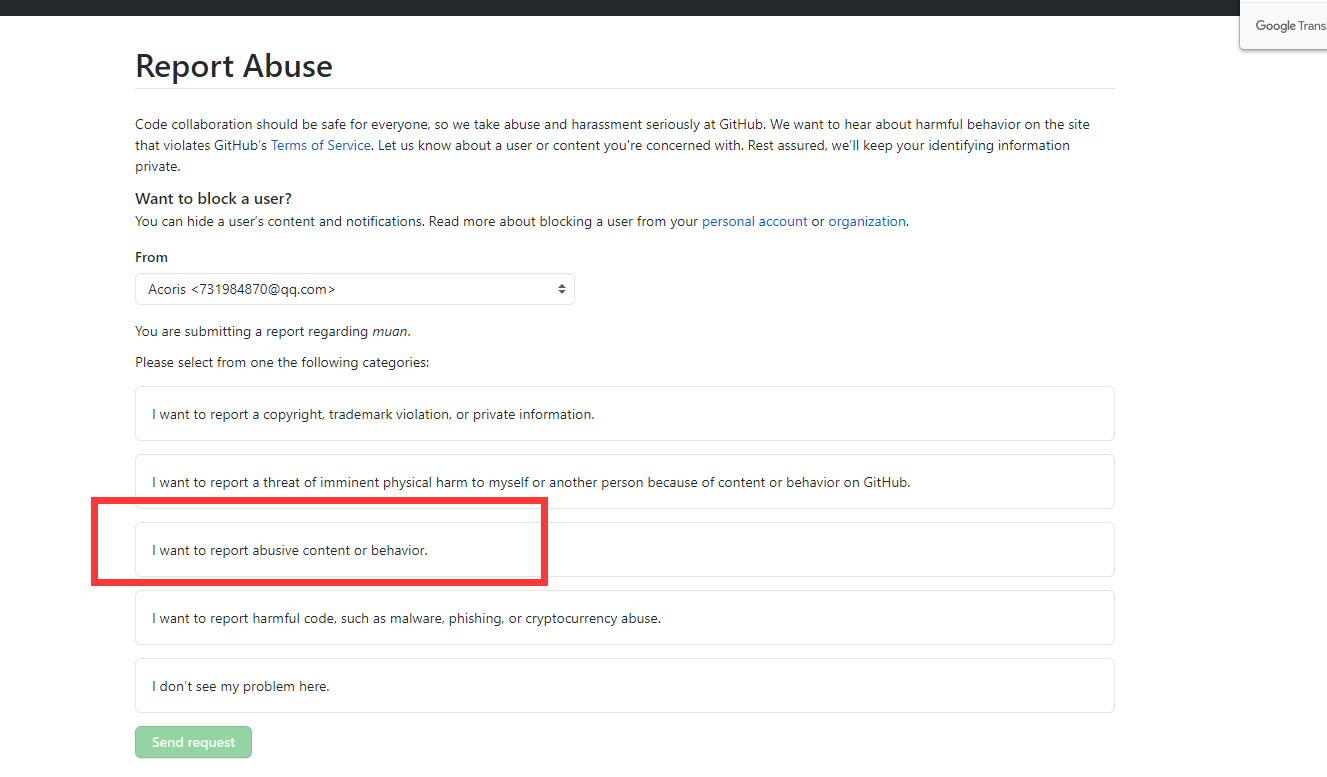 Google Trans
Report Abuse
Code collaboration should be safe for everyone, so we take abuse and harassment seriously at GitHub. We want to hear about harmful behavior on the site
that violates GitHub’s Terms of Service. Let us know about a user or content you're concerned with. Rest assured, we’ll keep your identifying information
private.
Want to block a user?
You can hide a user’s content and notifications. Read more about blocking a user from your personal account or organization.
From
Acoris <731984870@qq.com>
You are submitting a report regarding muan.
Please select from one the following categories:
I want to report a copyright, trademark violation, or private information.
I want to report a threat of imminent physical harm to myself or another person because of content or behavior on GitHub.
I want to report abusive content or behavior.
I want to report harmful code, such as malware, phishing, or cryptocurrency abuse.
I don’t see my problem here.
Send request